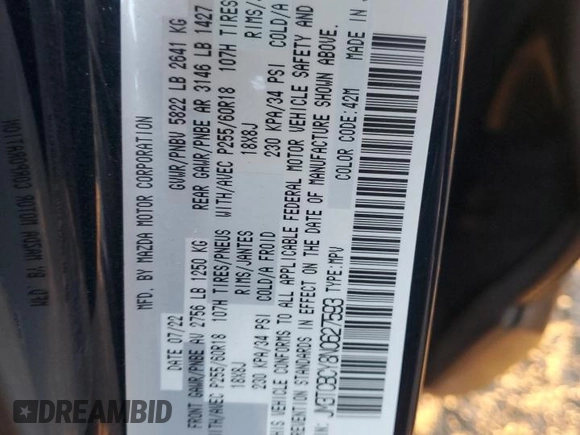 MFD. BY MAZDA MOTOR CORPORATION
DATE 07/22 GVWR/PNBV 5822 LB 2641 KG
FRONT GAWR/PNBE AV 2756 LB 1250 KG REAR GAWR/PNBE AR 3146 LB 1427
WITH/AVEC P255/60R18 107H TIRES/PNEUS WITH/AVEC P255/60R18 107H TIRES
18X8J RIMS/JANTES 18X8J RIMS/
230 KPA/34 PSI COLD/A FROID 230 KPA/34 PSI COLD/A
THIS VEHICLE CONFORMS TO ALL APPLICABLE FEDERAL MOTOR VEHICLE SAFETY AND
STANDARDS IN EFFECT ON THE DATE OF MANUFACTURE SHOWN ABOVE.
VIN: JM3TCBCY8N0627593 TYPE:MPV COLOR CODE:42M
AutoBidMaster